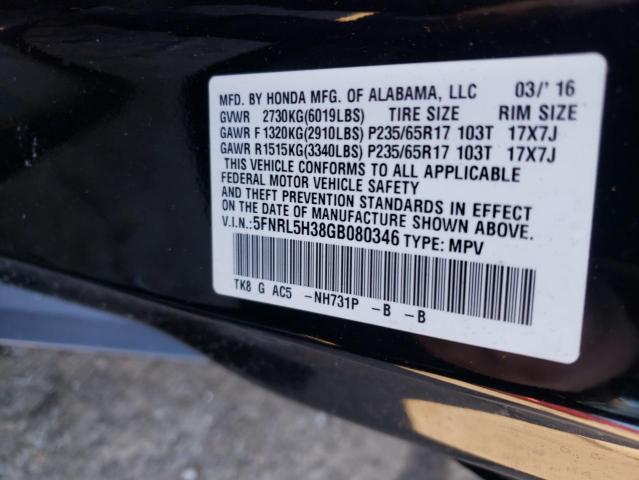 MFD. BY HONDA MFG. OF ALABAMA, LLC 03/'16
GVWR 2730KG(6019LBS) TIRE SIZE RIM SIZE
GAWR F 1320KG(2910LBS) P235/65R17 103T 17X7J
GAWR R1515KG(3340LBS) P235/65R17 103T 17X7J
THIS VEHICLE CONFORMS TO ALL APPLICABLE
FEDERAL MOTOR VEHICLE SAFETY
AND THEFT PREVENTION STANDARDS IN EFFECT
ON THE DATE OF MANUFACTURE SHOWN ABOVE.
V.I.N.:5FNRL5H38GB080346 TYPE: MPV
TK8 G AC5 -NH731P -B -B